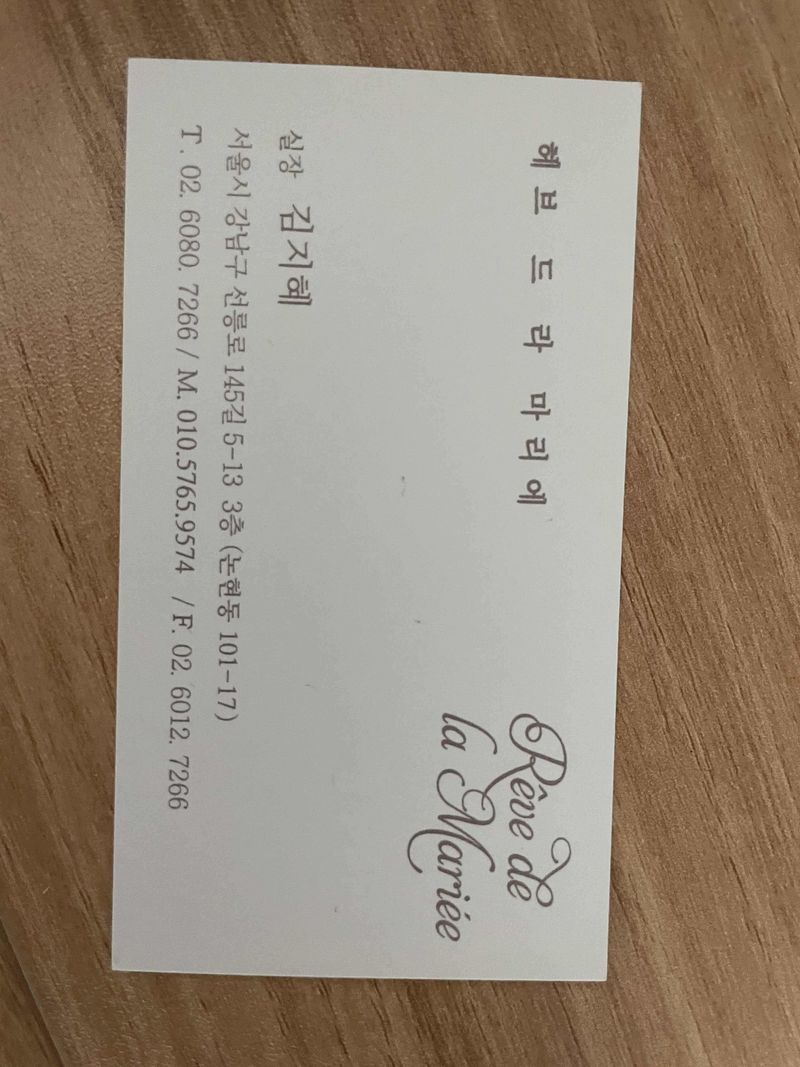 헤브 드 라 마리에
Rêve de
la Mariée
실장 김지혜
서울시 강남구 선릉로 145길 5-13 3층 (논현동 101-17)
T. 02. 6080. 7266 / M. 010.5765.9574 / F. 02. 6012. 7266